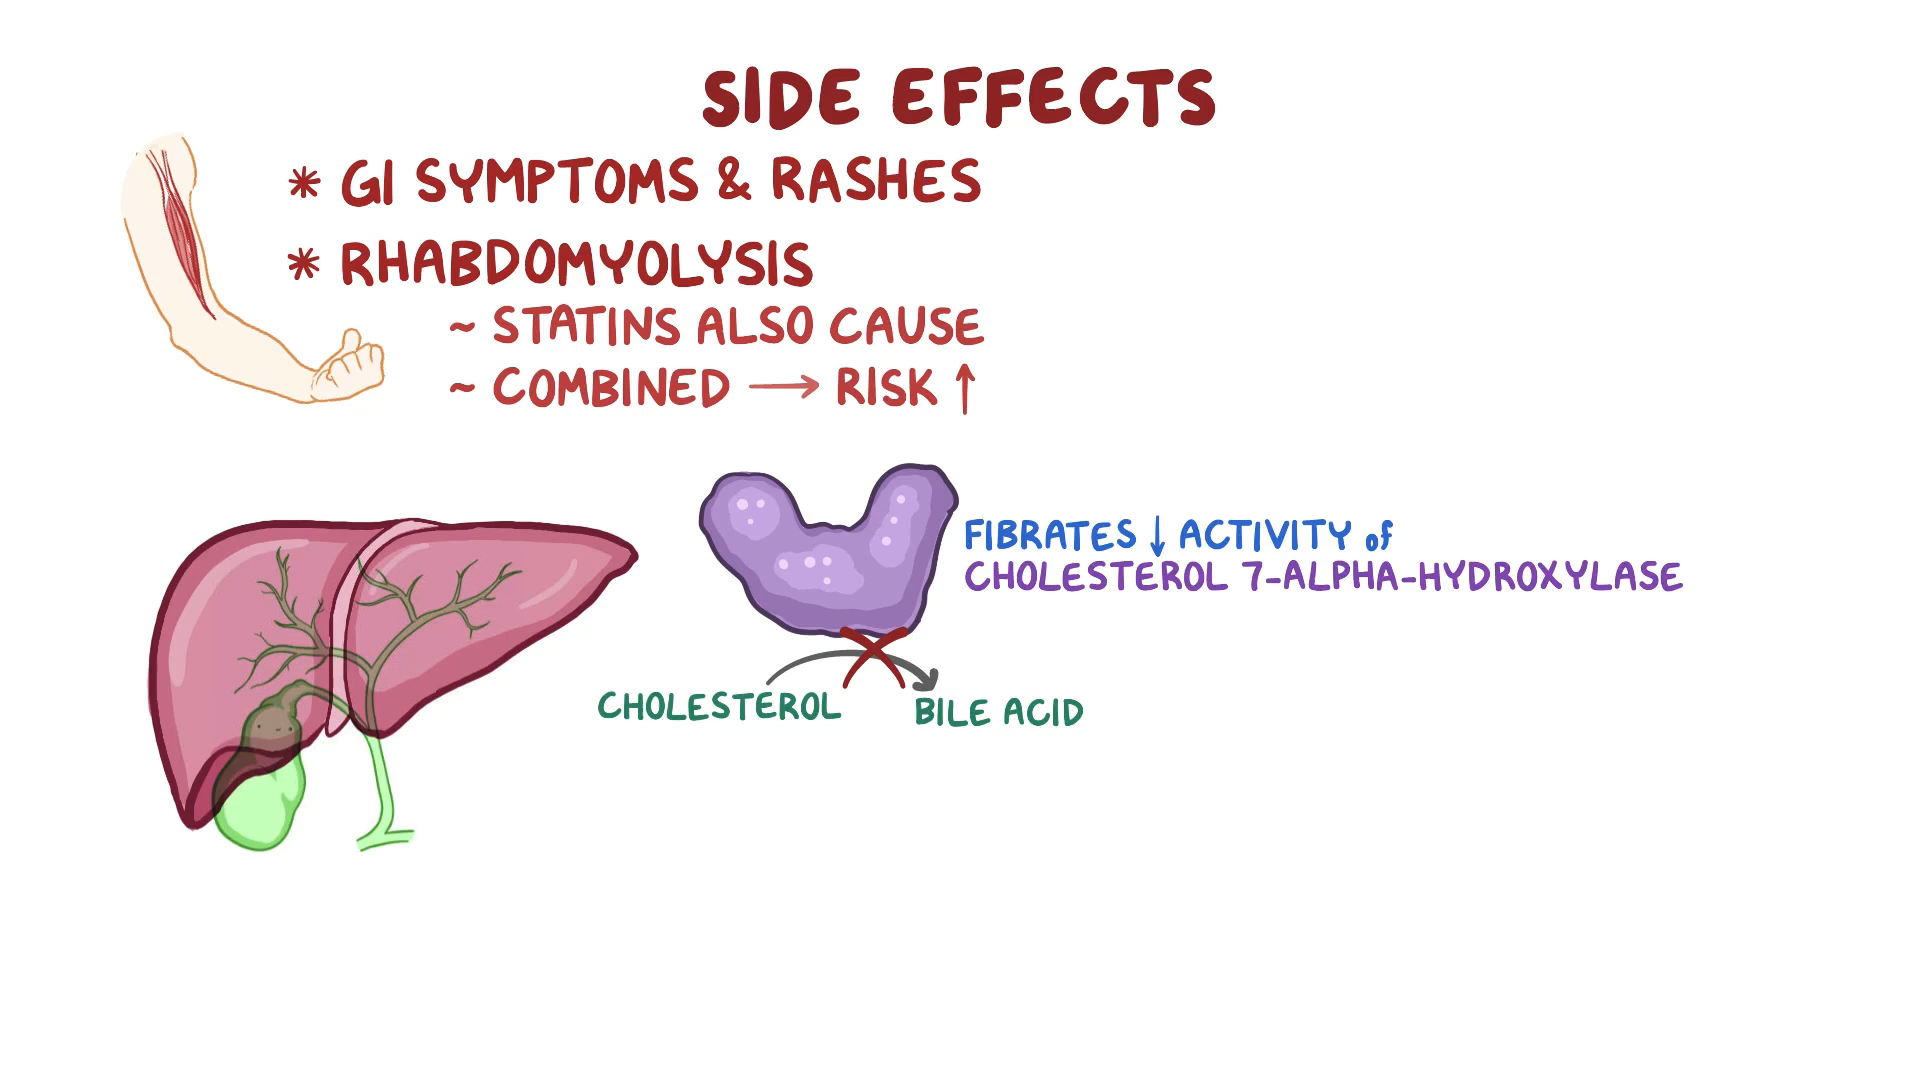 SIDE EFFECTS
* GI SYMPTOMS & RASHES
* RHABDOMYOLYSIS
~ STATINS ALSO CAUSE
~ COMBINED → RISK ↑
FIBRATES ↓ ACTIVITY of
CHOLESTEROL 7-ALPHA-HYDROXYLASE
CHOLESTEROL
BILE ACID